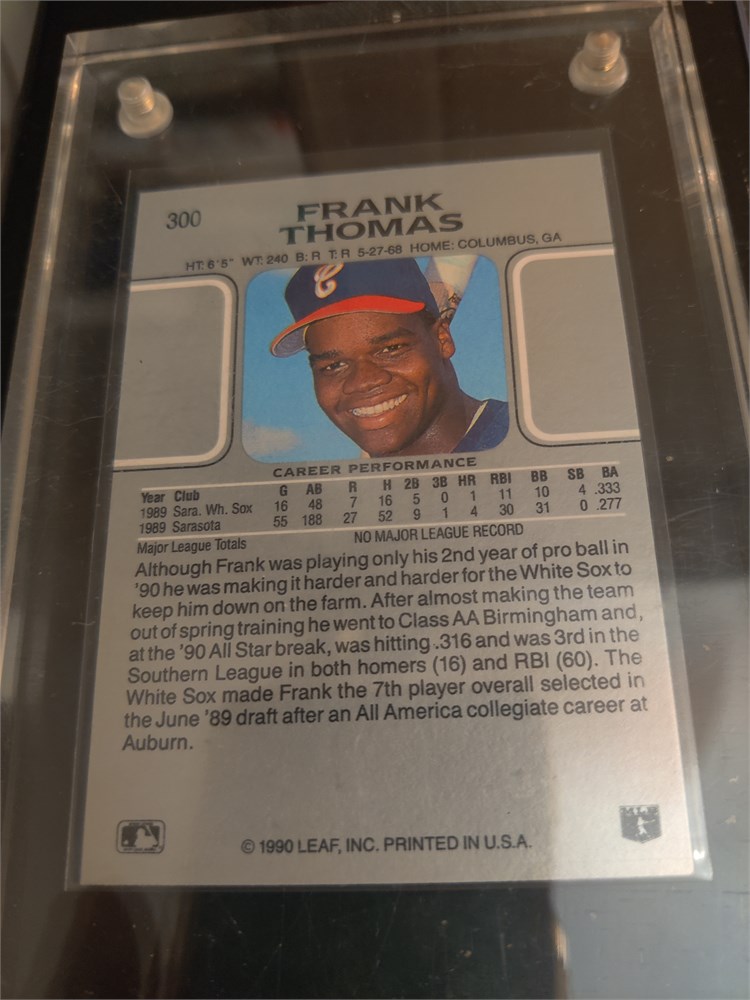 300
FRANK
THOMAS
HT: 6'5" WT: 240 B: R T: R 5-27-68 HOME: COLUMBUS, GA
C
CAREER PERFORMANCE
Year Club G AB R H 2B 3B HR RBI BB SB BA
1989 Sara. Wh. Sox 16 48 7 16 5 0 1 11 10 4 .333
1989 Sarasota 55 188 27 52 9 1 4 30 31 0 .277
Major League Totals NO MAJOR LEAGUE RECORD
Although Frank was playing only his 2nd year of pro ball in
'90 he was making it harder and harder for the White Sox to
keep him down on the farm. After almost making the team
out of spring training he went to Class AA Birmingham and,
at the '90 All Star break, was hitting .316 and was 3rd in the
Southern League in both homers (16) and RBI (60). The
White Sox made Frank the 7th player overall selected in
the June '89 draft after an All America collegiate career at
Auburn.
© 1990 LEAF, INC. PRINTED IN U.S.A.